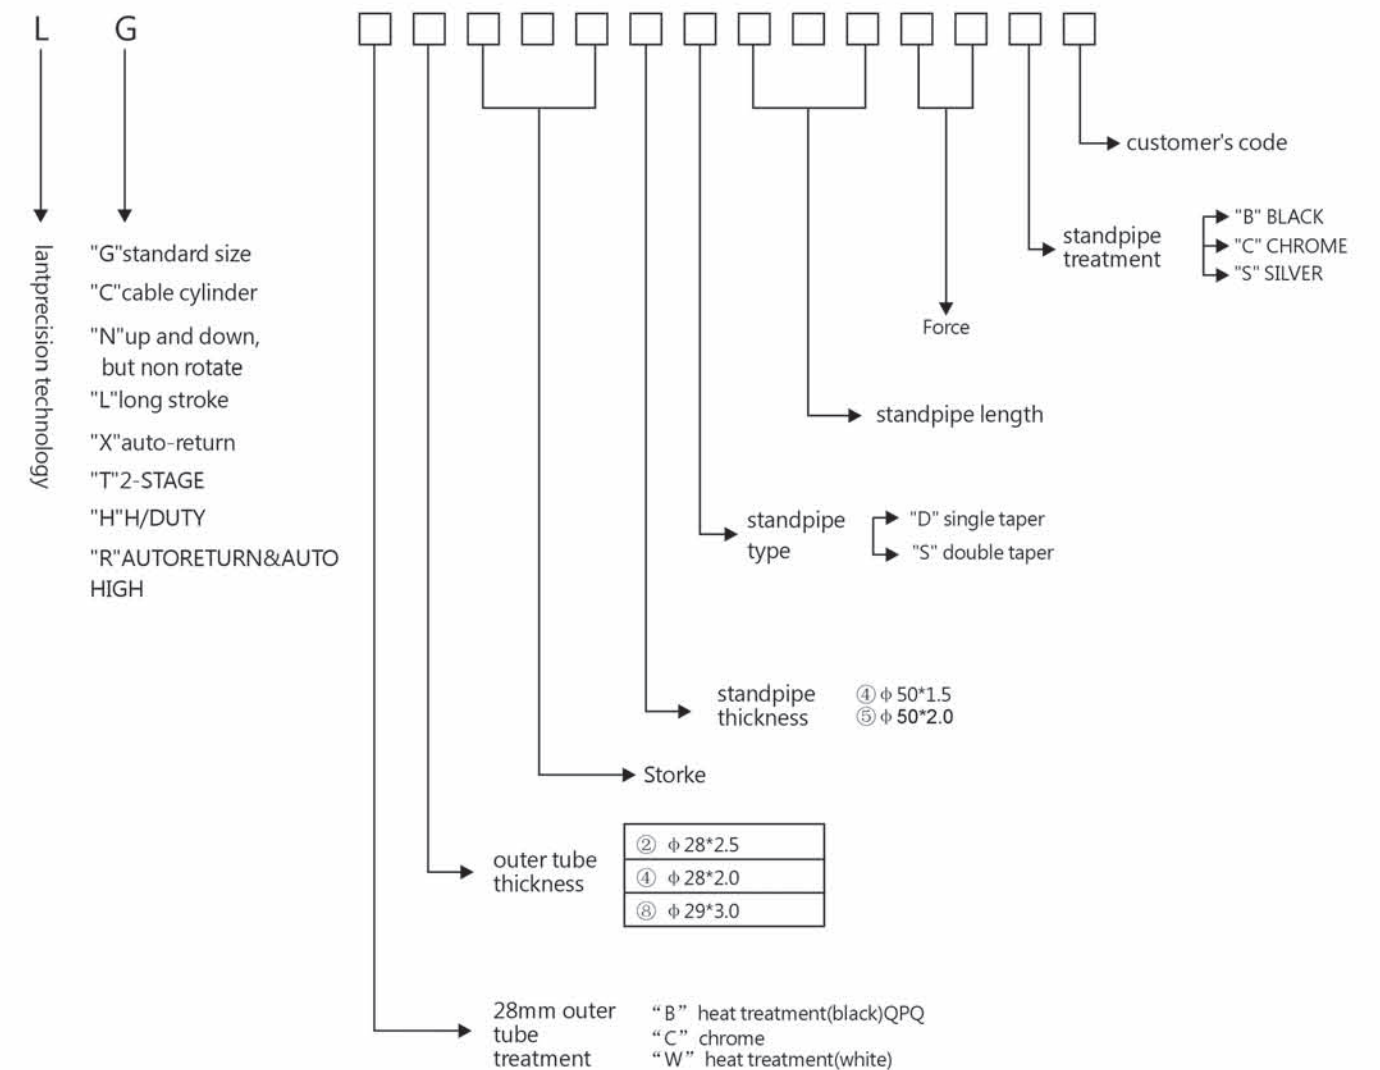 L G
customer's code
"B" BLACK
standpipe
treatment
"C" CHROME
"S" SILVER
lantprecision technology
"G"standard size
"C"cable cylinder
"N"up and down,
but non rotate
"L"long stroke
"X"auto-return
"T"2-STAGE
"H"H/DUTY
"R"AUTORETURN&AUTO
HIGH
Force
standpipe length
standpipe
type
"D" single taper
"S" double taper
standpipe
thickness
④ φ 50*1.5
⑤ φ 50*2.0
Storke
outer tube
thickness
② φ 28*2.5
④ φ 28*2.0
⑧ φ 29*3.0
28mm outer
tube
treatment
“B” heat treatment(black)QPQ
“C” chrome
“W” heat treatment(white)